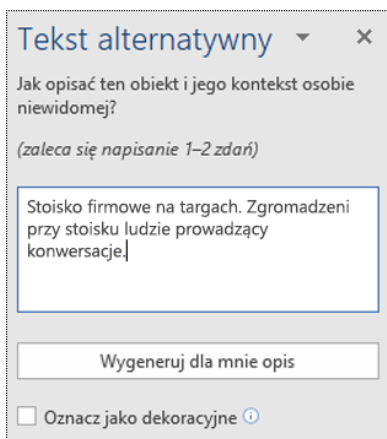 Tekst alternatywny
Jak opisać ten obiekt i jego kontekst osobie
niewidomej?
(zaleca się napisanie 1–2 zdań)
Stoisko firmowe na targach. Zgromadzeni
przy stoisku ludzie prowadzący
konwersacje.
Wygeneruj dla mnie opis
Oznacz jako dekoracyjne